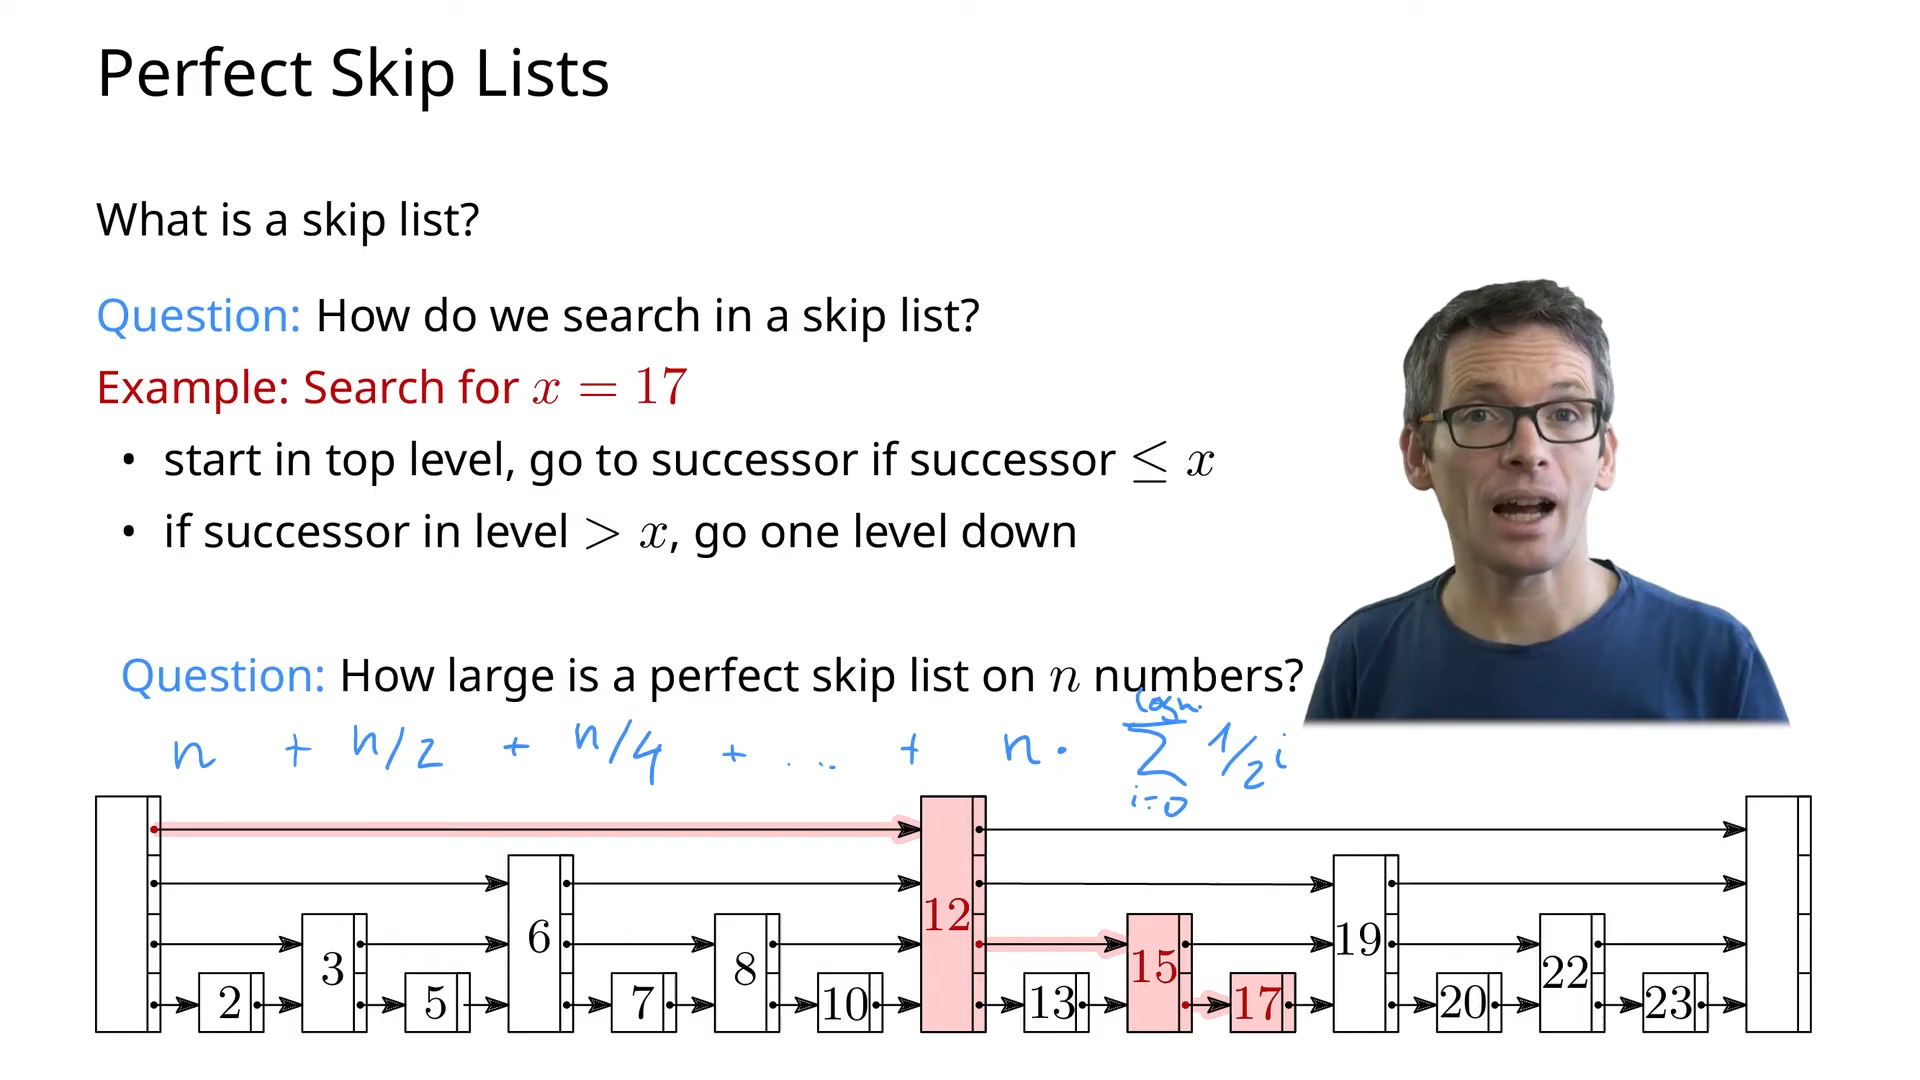 Perfect Skip Lists
What is a skip list?
Question: How do we search in a skip list?
Example: Search for x = 17
• start in top level, go to successor if successor ≤ x
• if successor in level > x, go one level down
Question: How large is a perfect skip list on n numbers?
n + n/2 + n/4 + ... + n · ∑_{i=0}^{log n} 1/2^i
2 3 5 6 7 8 10 12 13 15 17 19 20 22 23